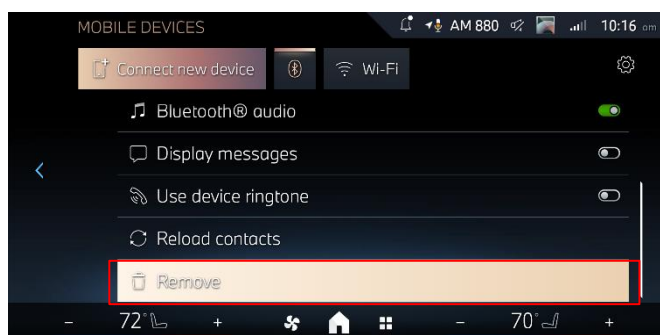 MOBILE DEVICES
AM 880
10:16 am
Connect new device
Wi-Fi
Bluetooth® audio
Display messages
Use device ringtone
Reload contacts
Remove
- 72° + - 70° +